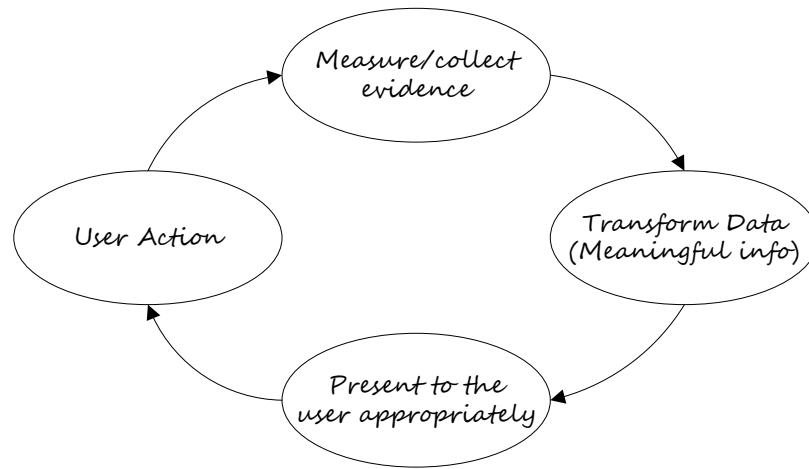 Measure/collect
evidence
Transform Data
(Meaningful info)
Present to the
user appropriately
User Action